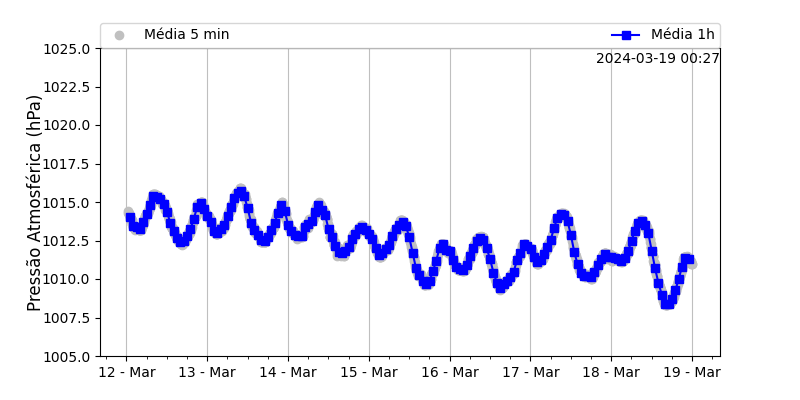 Média 5 min
Média 1h
2024-03-19 00:27
Pressão Atmosférica (hPa)
1025.0
1022.5
1020.0
1017.5
1015.0
1012.5
1010.0
1007.5
1005.0
12 - Mar
13 - Mar
14 - Mar
15 - Mar
16 - Mar
17 - Mar
18 - Mar
19 - Mar